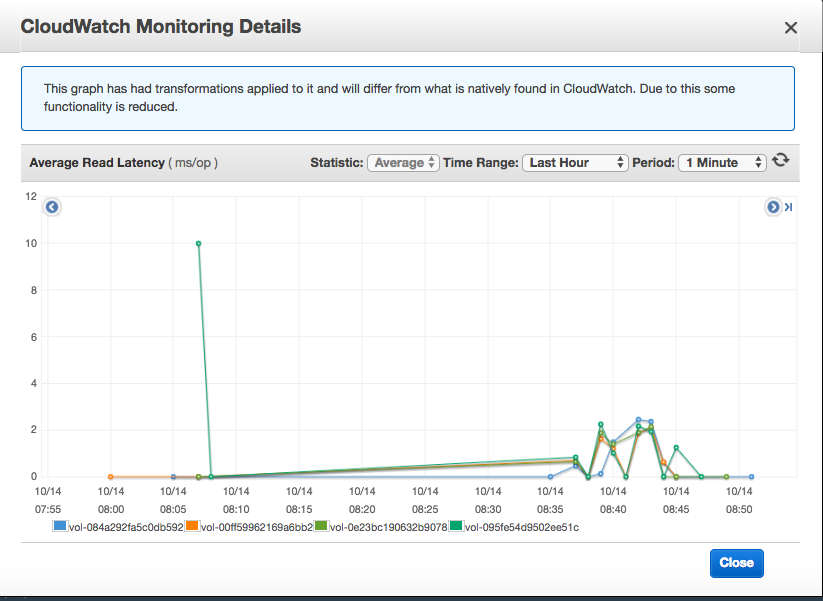 CloudWatch Monitoring Details
This graph has had transformations applied to it and will differ from what is natively found in CloudWatch. Due to this some
functionality is reduced.
Average Read Latency ( ms/op ) Statistic: Average Time Range: Last Hour Period: 1 Minute
12
10
8
6
4
2
0
10/14 10/14 10/14 10/14 10/14 10/14 10/14 10/14 10/14 10/14 10/14 10/14
07:55 08:00 08:05 08:10 08:15 08:20 08:25 08:30 08:35 08:40 08:45 08:50
vol-084a292fa5c0db592 vol-00ff59962169a6bb2 vol-0e23bc190632b9078 vol-095fe54d9502ee51c
Close